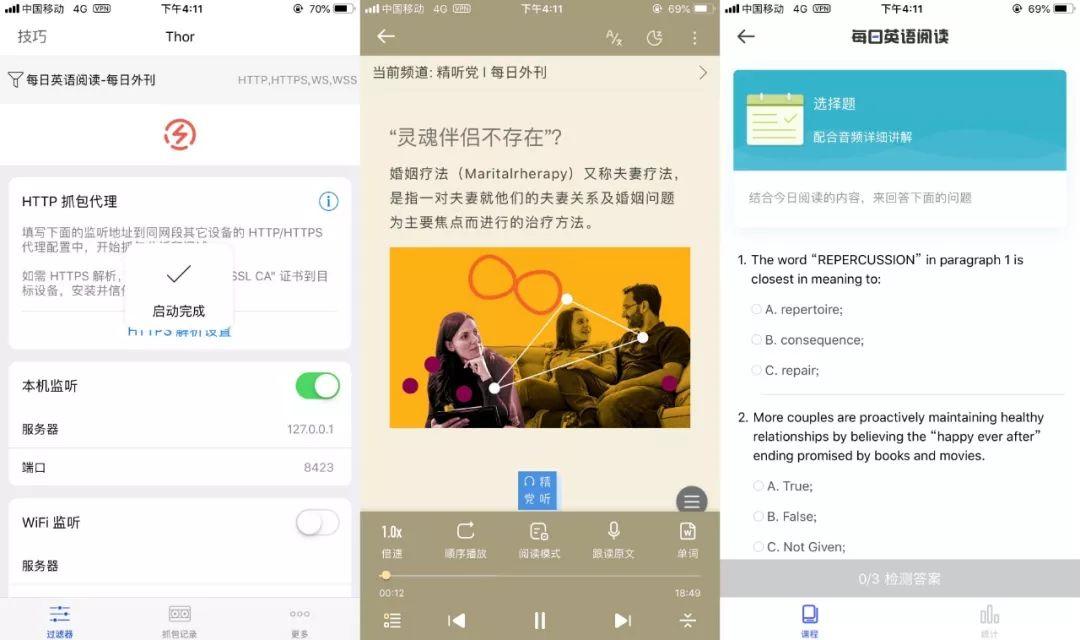 中国移动 4G VPN 下午4:11 70%
技巧 Thor
每日英语阅读-每日外刊 HTTP,HTTPS,WS,WSS
HTTP 抓包代理
填写下面的监听地址到同网段其它设备的 HTTP/HTTPS
代理配置中，开始抓
如需 HTTPS 解析， SSL CA" 证书到目
标设备，安装并信
启动完成
HTTPS 解析设置
本机监听
服务器 127.0.0.1
端口 8423
WiFi 监听
服务器
过滤器 抓包记录 更多
中国移动 4G VPN 下午4:11 69%
当前频道: 精听党 | 每日外刊
“灵魂伴侣不存在”?
婚姻疗法（Maritalrherapy）又称夫妻疗法，
是指一对夫妻就他们的夫妻关系及婚姻问题
为主要焦点而进行的治疗方法。
精
党 听
1.0x
倍速 顺序播放 阅读模式 跟读原文 单词
00:12 18:49
中国移动 4G VPN 下午4:11 69%
每日英语阅读
选择题
配合音频详细讲解
结合今日阅读的内容，来回答下面的问题
1. The word “REPERCUSSION” in paragraph 1 is
closest in meaning to:
A. repertoire;
B. consequence;
C. repair;
2. More couples are proactively maintaining healthy
relationships by believing the “happy ever after”
ending promised by books and movies.
A. True;
B. False;
C. Not Given;
0/3 检测答案
课程 统计